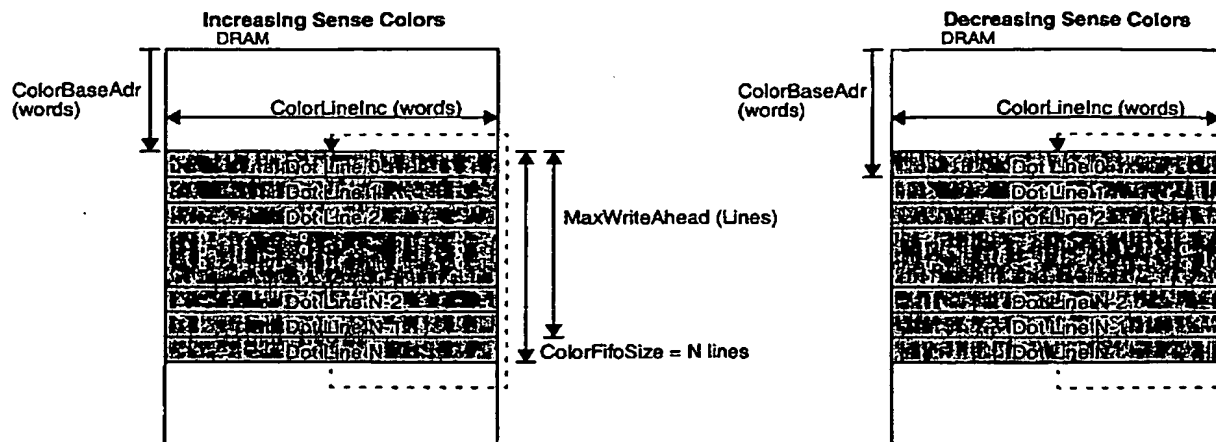 Increasing Sense Colors
DRAM
ColorBaseAdr
(words)
ColorLineInc (words)
Dot Line 0
Dot Line 1
Dot Line 2
Dot Line N-2
Dot Line N-1
Dot Line N
MaxWriteAhead (Lines)
ColorFifoSize = N lines
Decreasing Sense Colors
DRAM
ColorBaseAdr
(words)
ColorLineInc (words)
Dot Line 0
Dot Line 1
Dot Line 2
Dot Line N-2
Dot Line N-1
Dot Line N